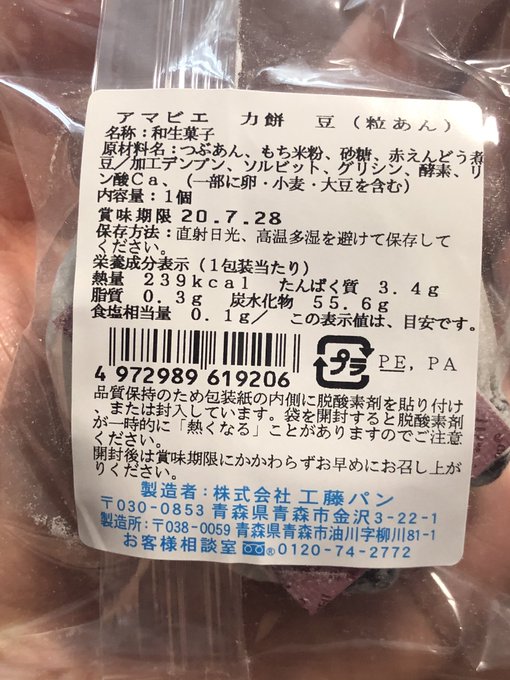 アマビエ　力餅　豆（粒あん）
名称：和生菓子
原材料名：つぶあん、もち米粉、砂糖、赤えんどう煮
豆／加工デンプン、ソルビット、グリシン、酵素、リ
ン酸Ｃａ、（一部に卵・小麦・大豆を含む）
内容量：１個
賞味期限 20.7.28
保存方法：直射日光、高温多湿を避けて保存して
ください。
栄養成分表示（１包装当たり）
熱量　２３９ｋｃａｌ　たんぱく質　３．４ｇ
脂質　０．３ｇ　炭水化物　５５．６ｇ
食塩相当量　０．１ｇ／　この表示値は、目安です。
プラ PE, PA
4 972989 619206
品質保持のため包装紙の内側に脱酸素剤を貼り付け
、または封入しています。袋を開封すると脱酸素剤
が一時的に「熱くなる」ことがありますのでご注意
ください。
開封後は賞味期限にかかわらずお早めにお召し上が
りください。
製造者：株式会社 工藤パン
〒030-0853 青森県青森市金沢3-22-1
製造所：〒038-0059 青森県青森市油川字柳川81-1
お客様相談室 0120-74-2772